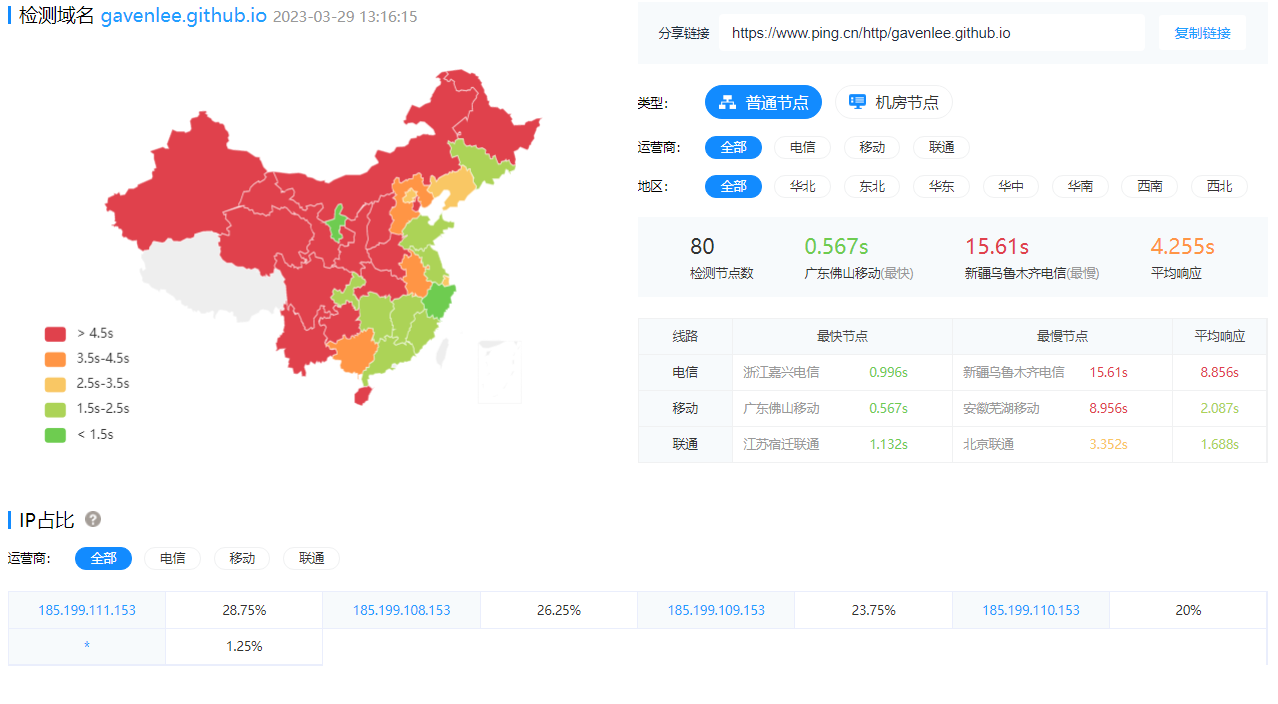 检测域名 gavenlee.github.io 2023-03-29 13:16:15
> 4.5s
3.5s-4.5s
2.5s-3.5s
1.5s-2.5s
< 1.5s
分享链接 https://www.ping.cn/http/gavenlee.github.io 复制链接
类型: 普通节点 机房节点
运营商: 全部 电信 移动 联通
地区: 全部 华北 东北 华东 华中 华南 西南 西北
80 0.567s 15.61s 4.255s
检测节点数 广东佛山移动(最快) 新疆乌鲁木齐电信(最慢) 平均响应
线路 最快节点 最慢节点 平均响应
电信 浙江嘉兴电信 0.996s 新疆乌鲁木齐电信 15.61s 8.856s
移动 广东佛山移动 0.567s 安徽芜湖移动 8.956s 2.087s
联通 江苏宿迁联通 1.132s 北京联通 3.352s 1.688s
IP占比 ?
运营商: 全部 电信 移动 联通
185.199.111.153 28.75% 185.199.108.153 26.25% 185.199.109.153 23.75% 185.199.110.153 20%
* 1.25%